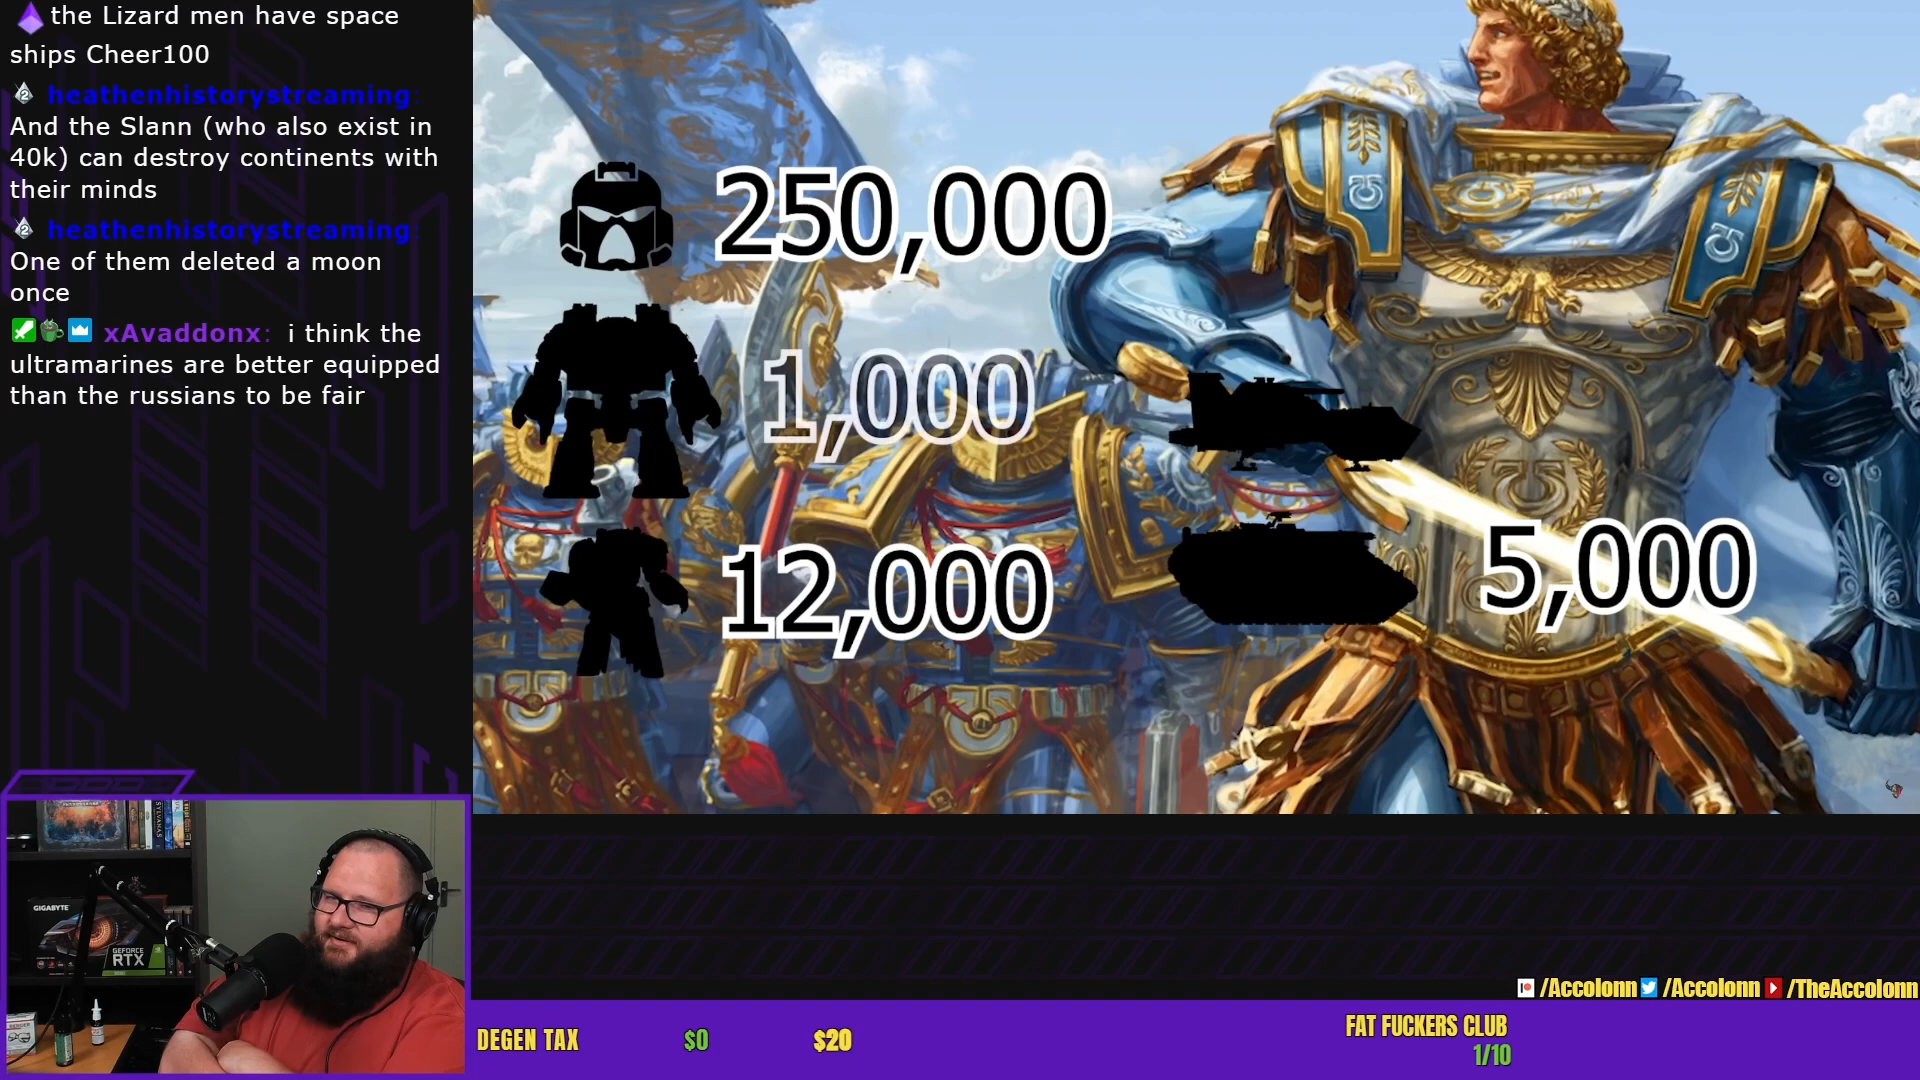 the Lizard men have space
ships Cheer100
heathenhistorystreaming:
And the Slann (who also exist in
40k) can destroy continents with
their minds
heathenhistorystreaming:
One of them deleted a moon
once
xAvaddonx: i think the
ultramarines are better equipped
than the russians to be fair
250,000
1,000
12,000
5,000
GIGABYTE
GEFORCE
RTX
SYLVANAS
/Accolonn /Accolonn /TheAccolonn
DEGEN TAX $0 $20
FAT FUCKERS CLUB
1/10